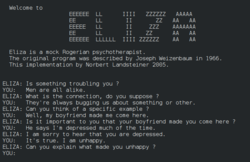 Welcome to
EEEEEE  LL      IIII  ZZZZZZ   AAAAA
EE      LL       II      ZZ   AA   AA
EEEEE   LL       II     ZZZ   AAAAAAA
EE      LL       II    ZZ     AA   AA
EEEEEE  LLLLLL  IIII  ZZZZZZ  AA   AA
Eliza is a mock Rogerian psychotherapist.
The original program was described by Joseph Weizenbaum in 1966.
This implementation by Norbert Landsteiner 2005.
ELIZA: Is something troubling you ?
YOU:   Men are all alike.
ELIZA: What is the connection, do you suppose ?
YOU:   They're always bugging us about something or other.
ELIZA: Can you think of a specific example ?
YOU:   Well, my boyfriend made me come here.
ELIZA: Is it important to you that your boyfriend made you come here ?
YOU:   He says I'm depressed much of the time.
ELIZA: I am sorry to hear that you are depressed.
YOU:   It's true. I am unhappy.
ELIZA: Can you explain what made you unhappy ?
YOU: